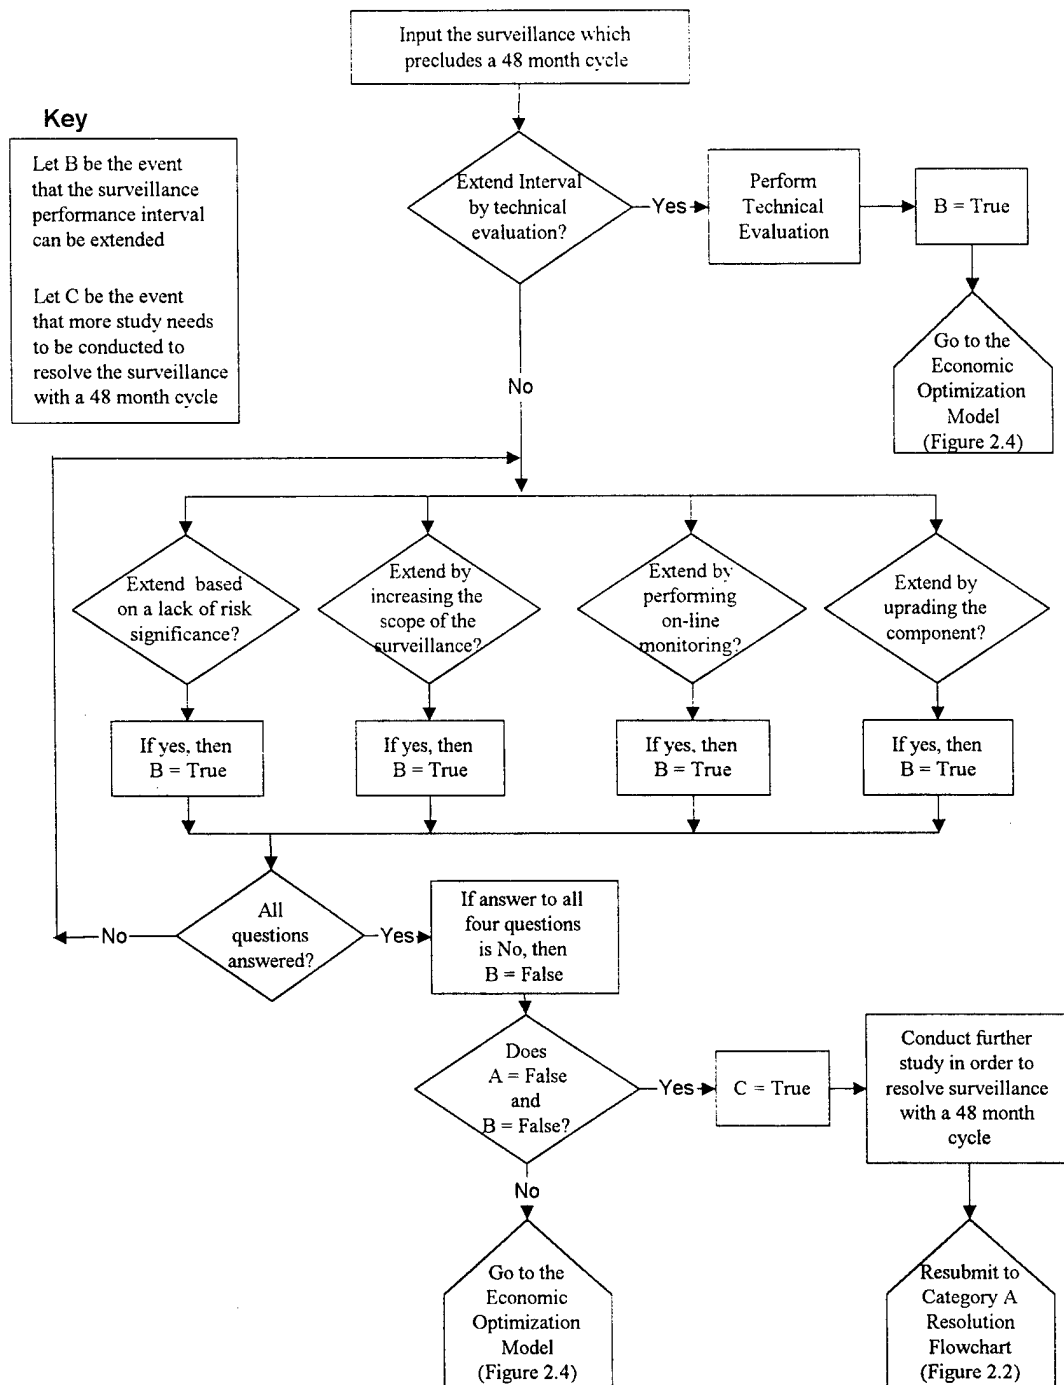 Input the surveillance which
precludes a 48 month cycle
Key
Let B be the event
that the surveillance
performance interval
can be extended
Let C be the event
that more study needs
to be conducted to
resolve the surveillance
with a 48 month cycle
Extend Interval
by technical
evaluation?
Yes
Perform
Technical
Evaluation
B = True
Go to the
Economic
Optimization
Model
(Figure 2.4)
No
Extend based
on a lack of risk
significance?
Extend by
increasing the
scope of the
surveillance?
Extend by
performing
on-line
monitoring?
Extend by
uprading the
component?
If yes, then
B = True
If yes, then
B = True
If yes, then
B = True
If yes, then
B = True
All
questions
answered?
No
Yes
If answer to all
four questions
is No, then
B = False
Does
A = False
and
B = False?
Yes
C = True
Conduct further
study in order to
resolve surveillance
with a 48 month
cycle
No
Go to the
Economic
Optimization
Model
(Figure 2.4)
Resubmit to
Category A
Resolution
Flowchart
(Figure 2.2)